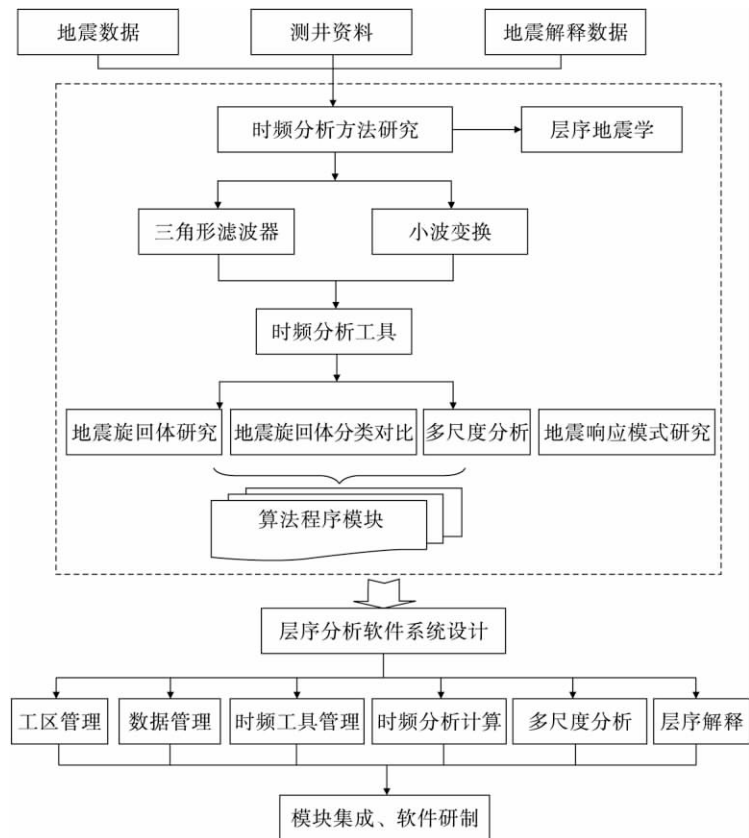 地震数据
测井资料
地震解释数据
时频分析方法研究
层序地震学
三角形滤波器
小波变换
时频分析工具
地震旋回体研究
地震旋回体分类对比
多尺度分析
地震响应模式研究
算法程序模块
层序分析软件系统设计
工区管理
数据管理
时频工具管理
时频分析计算
多尺度分析
层序解释
模块集成、软件研制